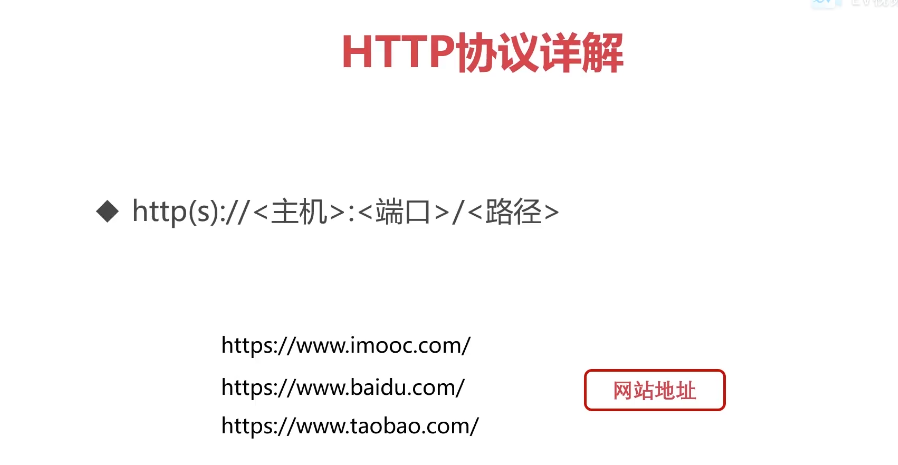 HTTP协议详解
◆ http(s)://<主机>:<端口>/<路径>
https://www.imooc.com/
https://www.baidu.com/
网站地址
https://www.taobao.com/